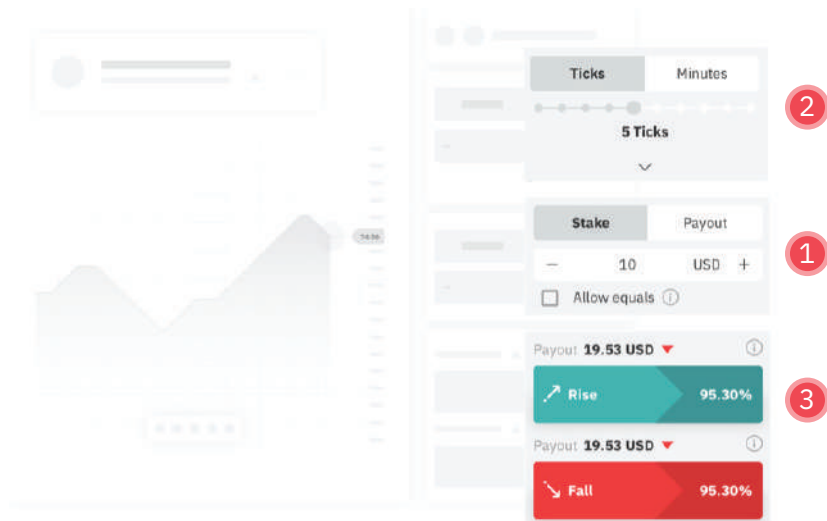 Ticks Minutes
5 Ticks
2
Stake Payout
− 10 USD +
Allow equals
1
Payout 19.53 USD
Rise 95.30%
3
Payout 19.53 USD
Fall 95.30%